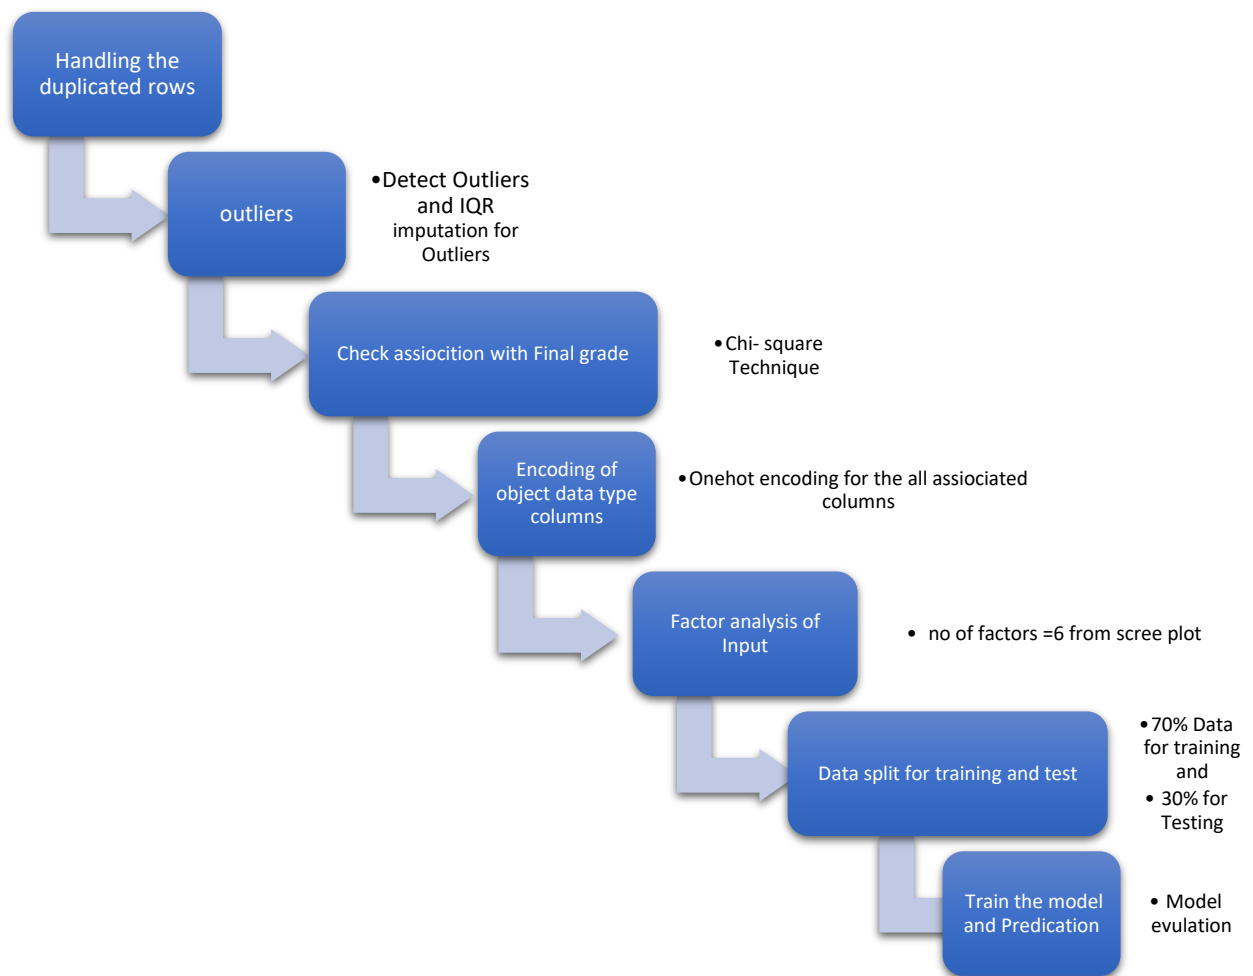 Handling the
duplicated rows
outliers
•Detect Outliers
and IQR
imputation for
Outliers
Check assiocition with Final grade
•Chi- square
Technique
Encoding of
object data type
columns
•Onehot encoding for the all assiociated
columns
Factor analysis of
Input
• no of factors =6 from scree plot
Data split for training and test
•70% Data
for training
and
• 30% for
Testing
Train the model
and Predication
• Model
evulation